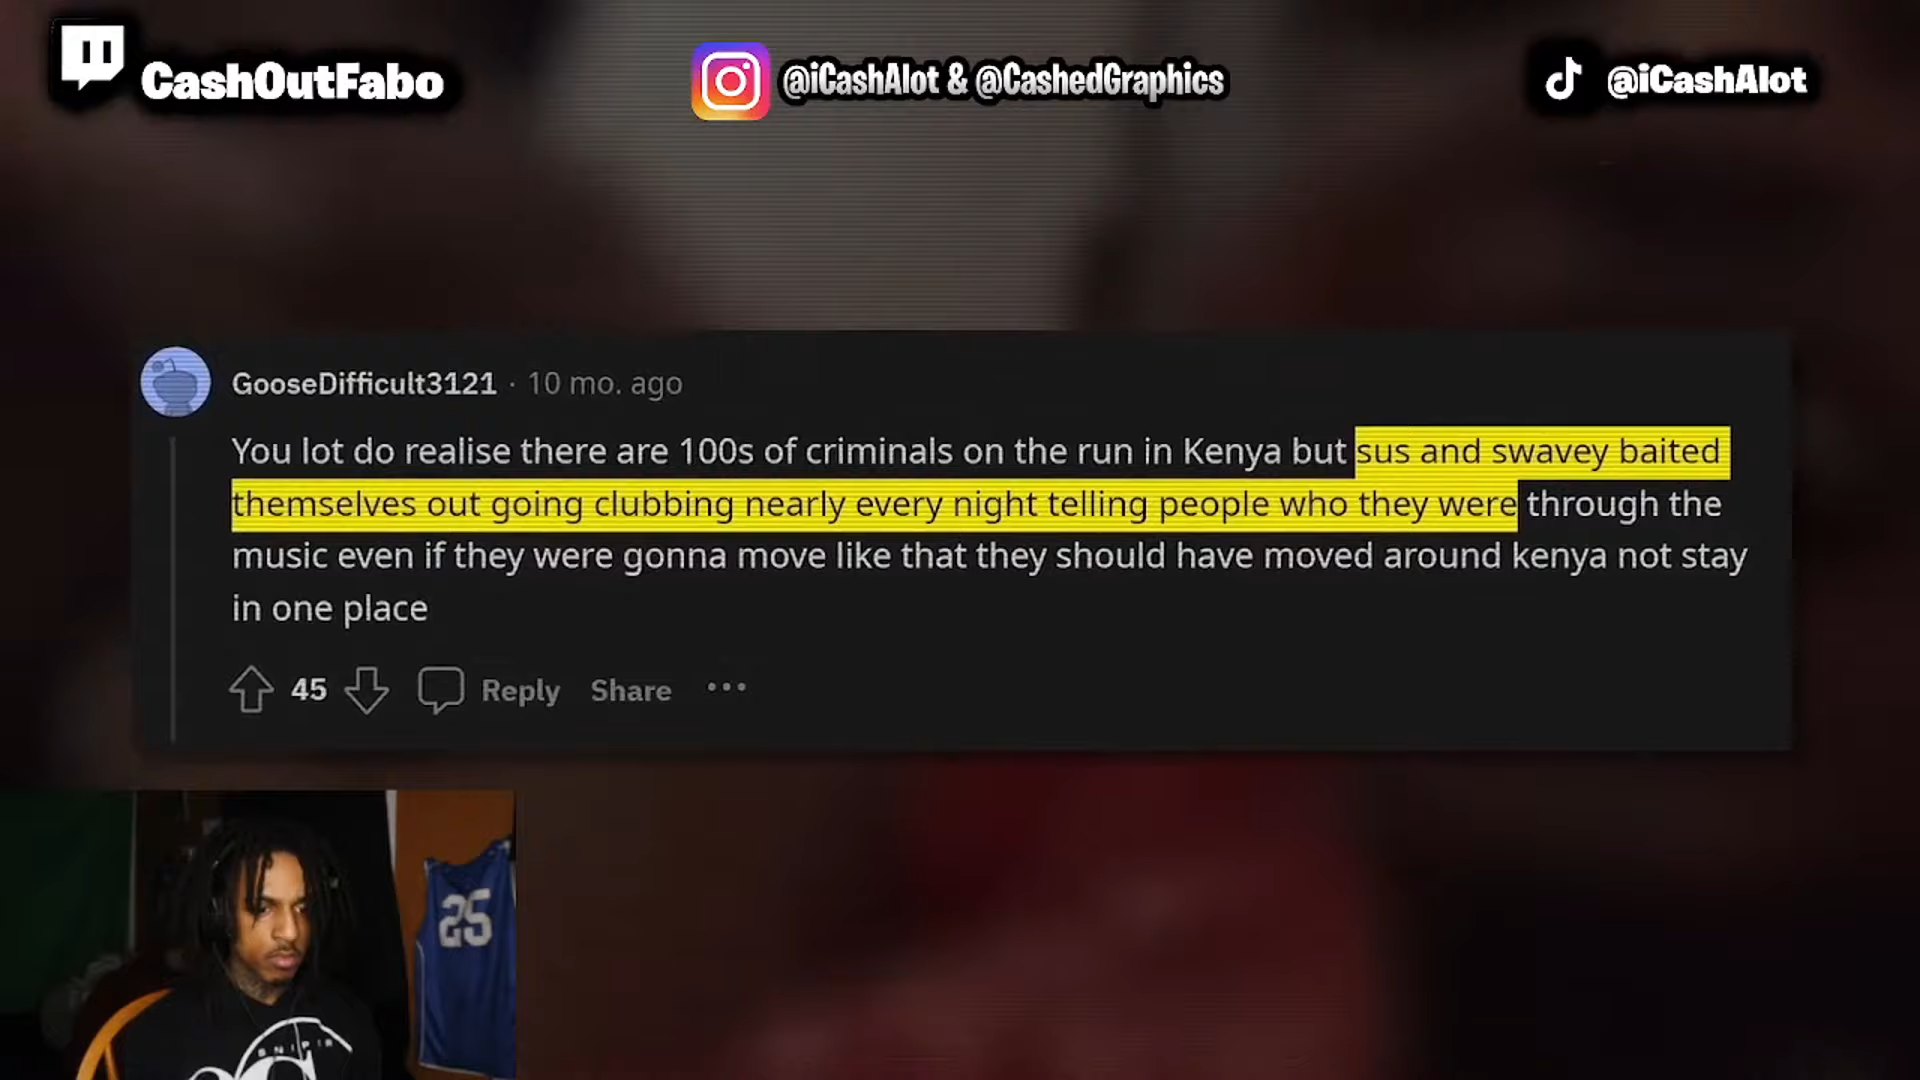 CashOutFabo
@iCashAlot & @CashedGraphics
@iCashAlot
GooseDifficult3121 · 10 mo. ago
You lot do realise there are 100s of criminals on the run in Kenya but sus and swavey baited
themselves out going clubbing nearly every night telling people who they were through the
music even if they were gonna move like that they should have moved around kenya not stay
in one place
45
Reply
Share
25
SNIPIR